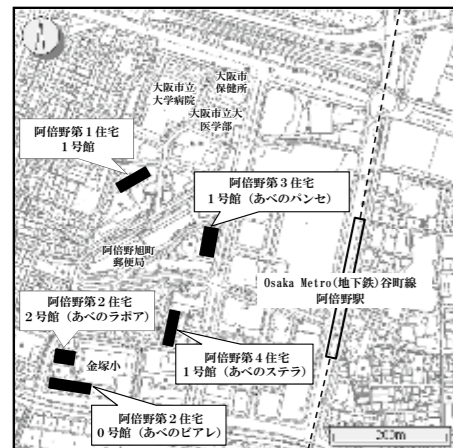 大阪市
保健所
大阪市立
大学病院
大阪市立大
医学部
阿倍野第１住宅
１号館
阿倍野第３住宅
１号館（あべのパンセ）
阿倍野旭町
郵便局
Osaka Metro(地下鉄)谷町線
阿倍野駅
阿倍野第２住宅
２号館（あべのラポア）
金塚小
阿倍野第４住宅
１号館（あべのステラ）
阿倍野第２住宅
０号館（あべのビアレ）
200m